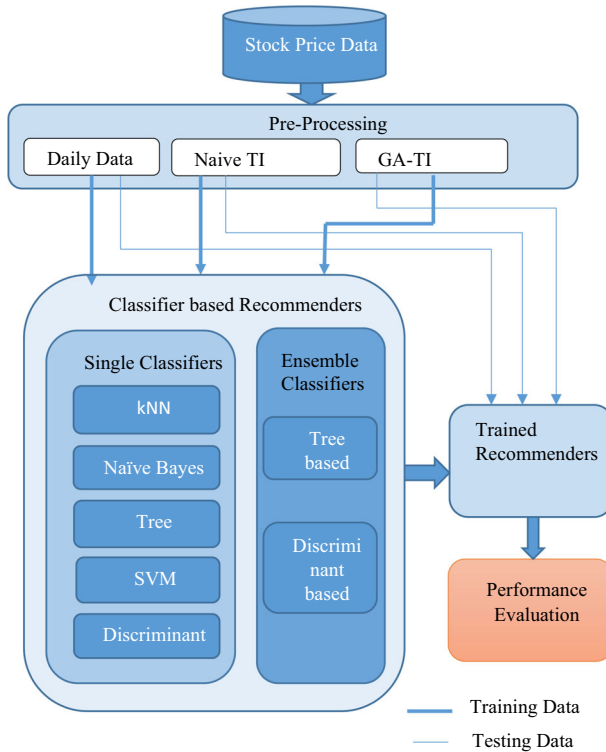 Stock Price Data
Pre-Processing
Daily Data
Naive TI
GA-TI
Classifier based Recommenders
Single Classifiers
kNN
Naïve Bayes
Tree
SVM
Discriminant
Ensemble
Classifiers
Tree
based
Discrimi
nant
based
Trained
Recommenders
Performance
Evaluation
Training Data
Testing Data